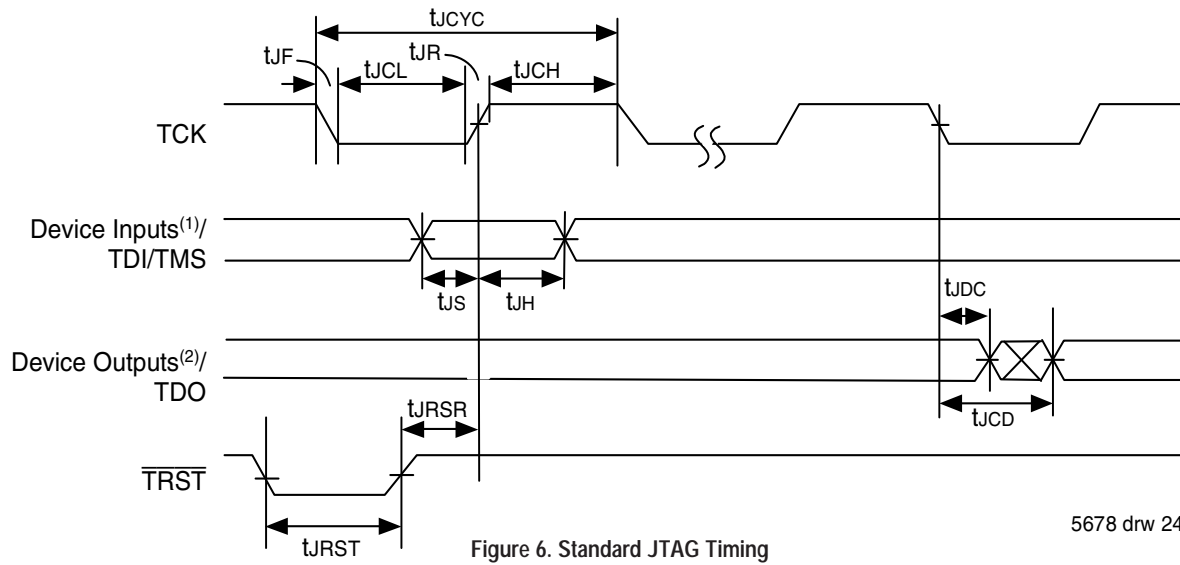 tJCYC
tJF
tJR
tJCL
tJCH
TCK
Device Inputs(1)/
TDI/TMS
tJS
tJH
tJDC
Device Outputs(2)/
TDO
tJRSR
tJCD
TRST
tJRST
5678 drw 24
Figure 6. Standard JTAG Timing